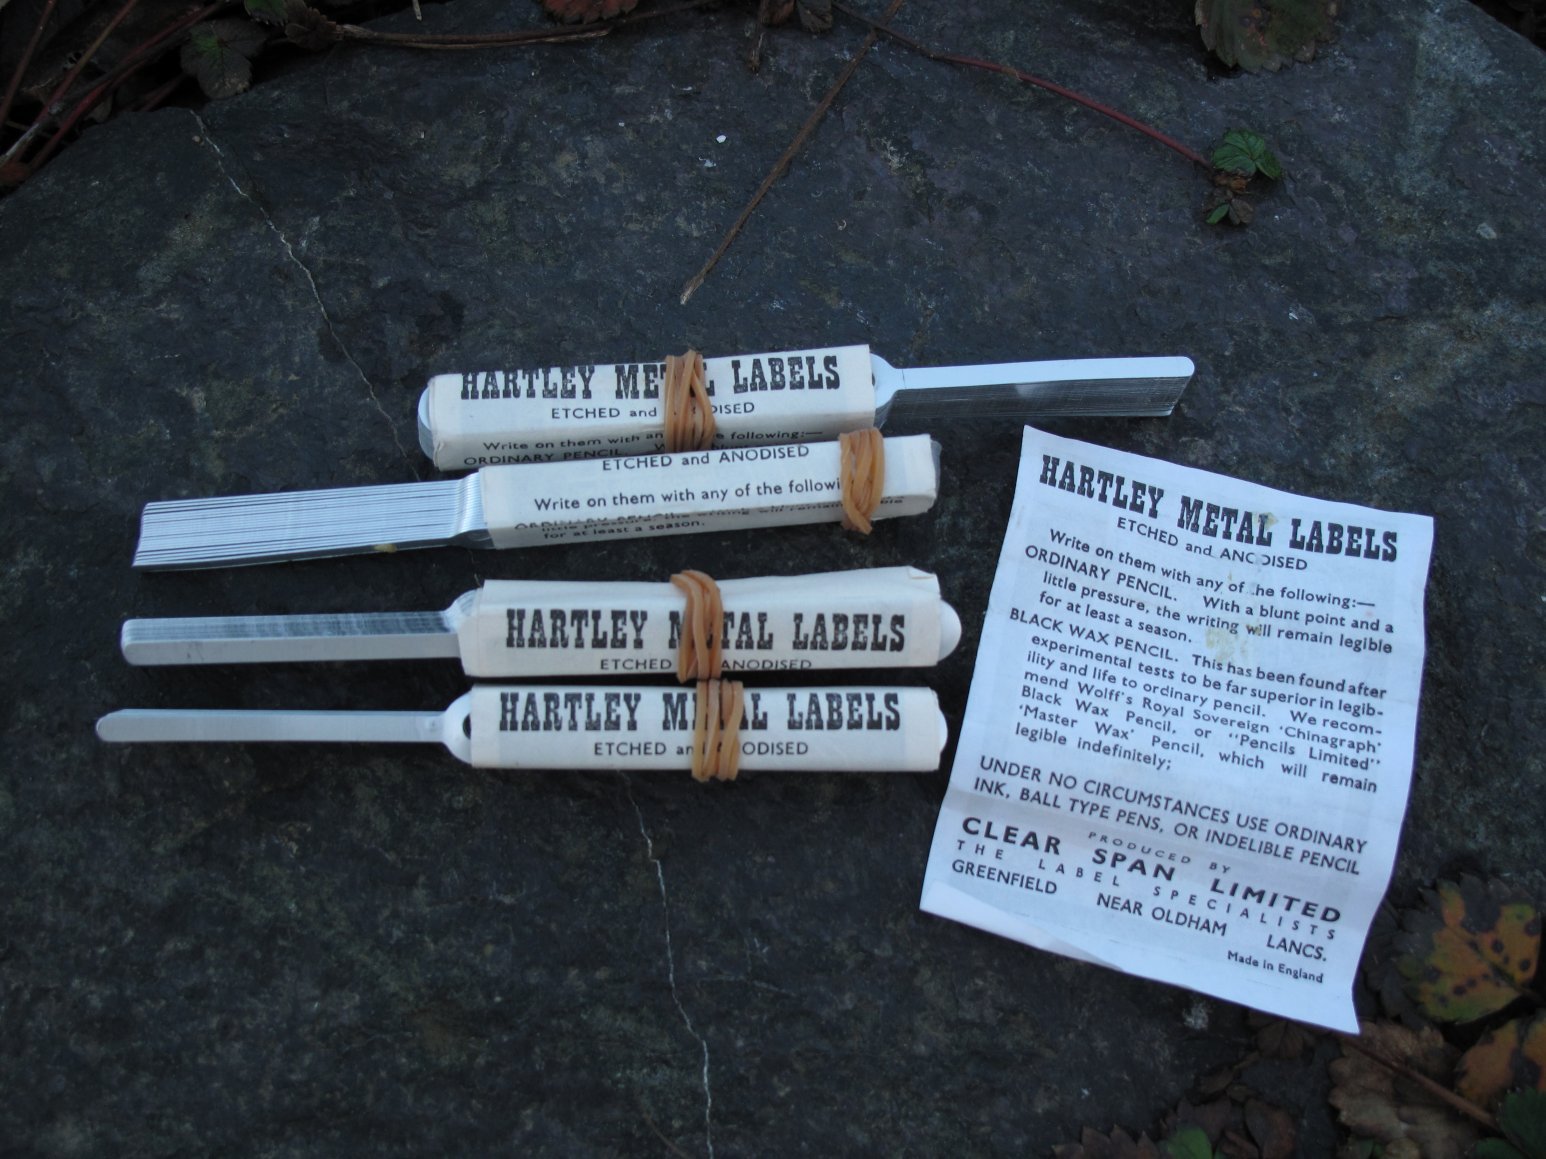 HARTLEY LABELS
ETCHED and
Write on them with following:—
ORDINARY PENCIL
ETCHED and ANODISED
Write on them with any of the
for at least a season.
HARTLEY LABELS
ETCHED ANODISED
HARTLEY LABELS
ETCHED
HARTLEY METAL LABELS
ETCHED and ANODISED
Write on them with any of the following:—
ORDINARY PENCIL. With a blunt point and a
little pressure, the writing will remain legible
for at least a season.
BLACK WAX PENCIL. This has been found after
experimental tests to be far superior in legib-
ility and life to ordinary pencil. We recom-
mend Wolff's Royal Sovereign 'Chinagraph'
Black Wax Pencil, or "Pencils Limited"
'Master Wax' Pencil, which will remain
legible indefinitely;
UNDER NO CIRCUMSTANCES USE ORDINARY
INK, BALL TYPE PENS, OR INDELIBLE PENCIL
PRODUCED BY
CLEAR SPAN LIMITED
THE LABEL SPECIALISTS
GREENFIELD NEAR OLDHAM LANCS.
Made in England